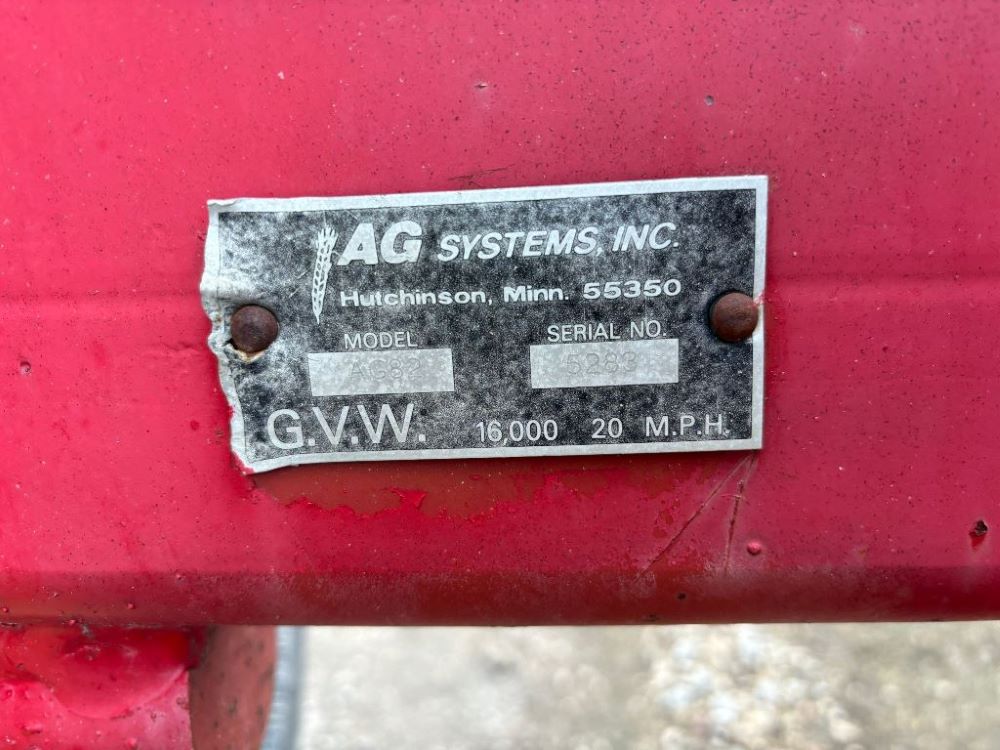 AG SYSTEMS, INC.
Hutchinson, Minn. 55350
MODEL SERIAL NO.
AG82 5283
G.V.W. 16,000 20 M.P.H.